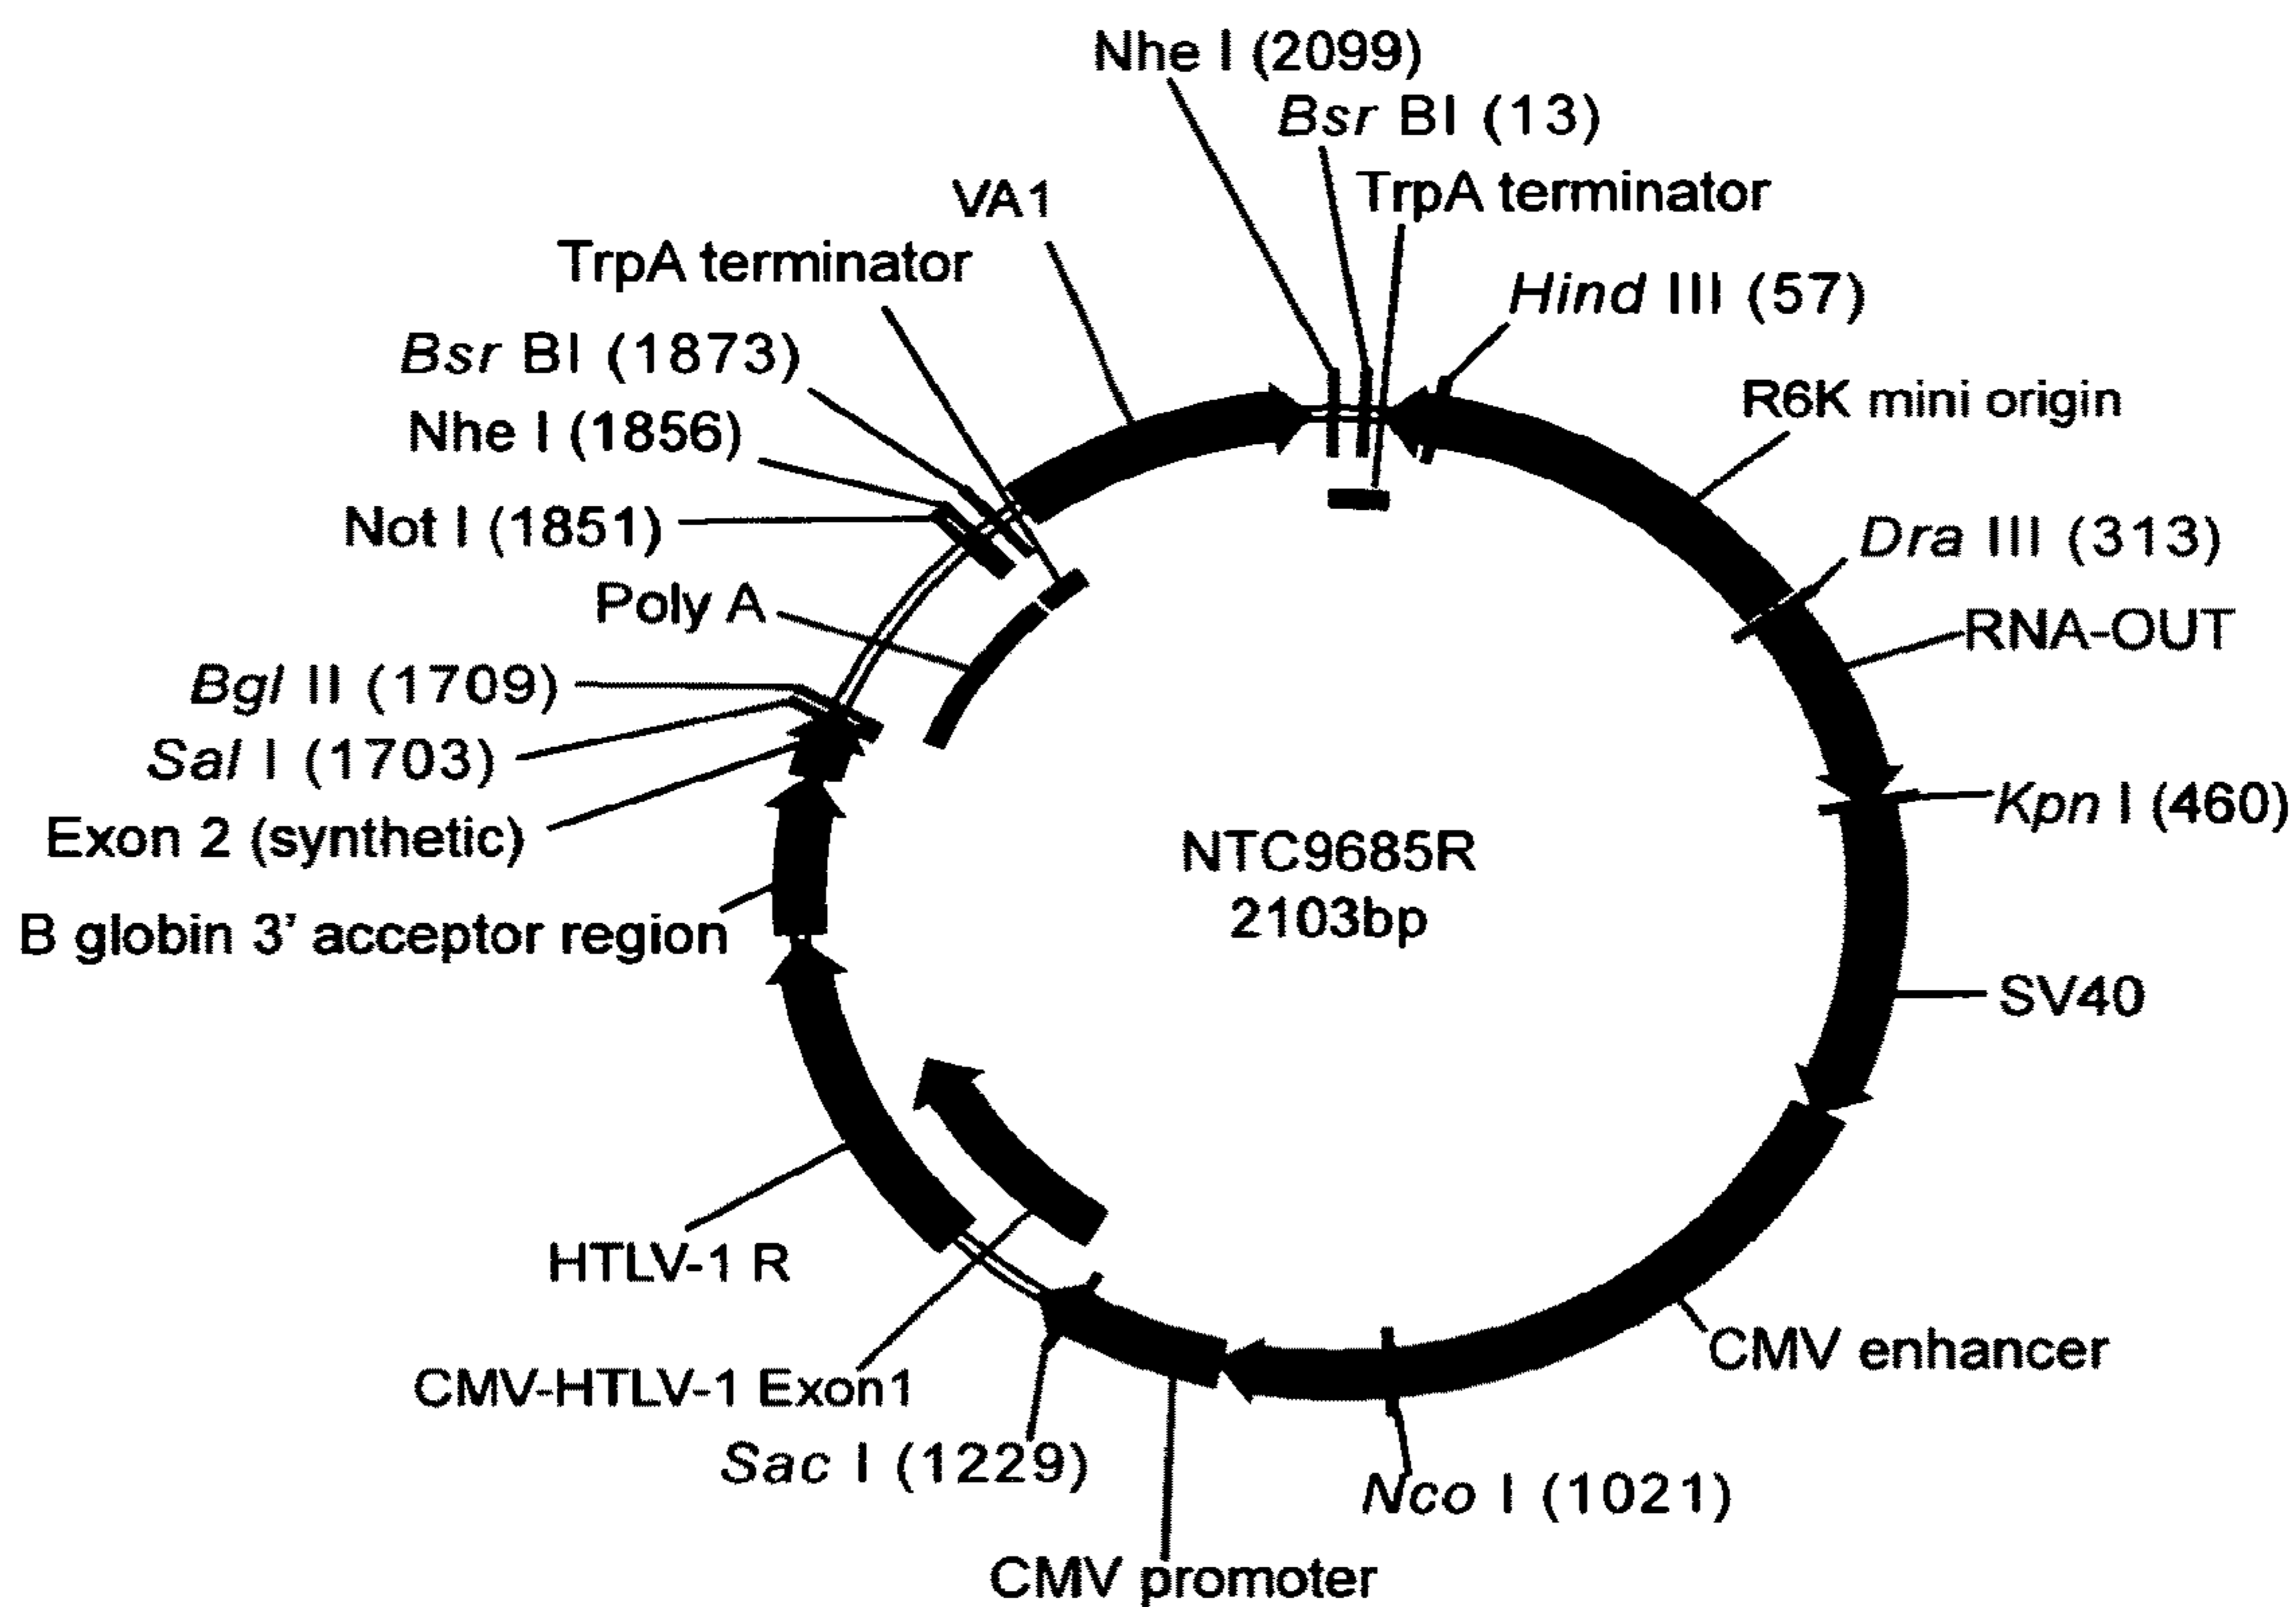 Nhe I (2099)
Bsr BI (13)
TrpA terminator
VA1
TrpA terminator
Hind III (57)
Bsr BI (1873)
R6K mini origin
Nhe I (1856)
Not I (1851)
Dra III (313)
Poly A
RNA-OUT
Bgl II (1709)
Sal I (1703)
Kpn I (460)
Exon 2 (synthetic)
NTC9685R
2103bp
B globin 3’ acceptor region
SV40
HTLV-1 R
CMV enhancer
CMV-HTLV-1 Exon1
Sac I (1229)
Nco I (1021)
CMV promoter